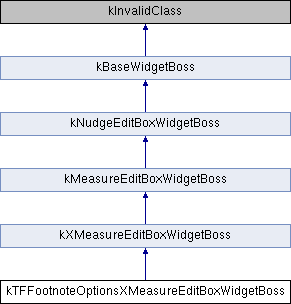 kInvalidClass
kBaseWidgetBoss
kNudgeEditBoxWidgetBoss
kMeasureEditBoxWidgetBoss
kXMeasureEditBoxWidgetBoss
kTFFootnoteOptionsXMeasureEditBoxWidgetBoss